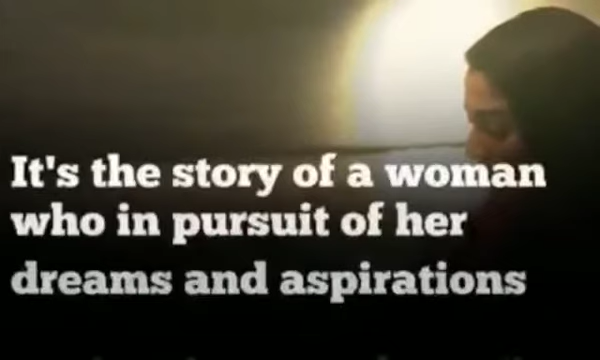 It's the story of a woman
who in pursuit of her
dreams and aspirations